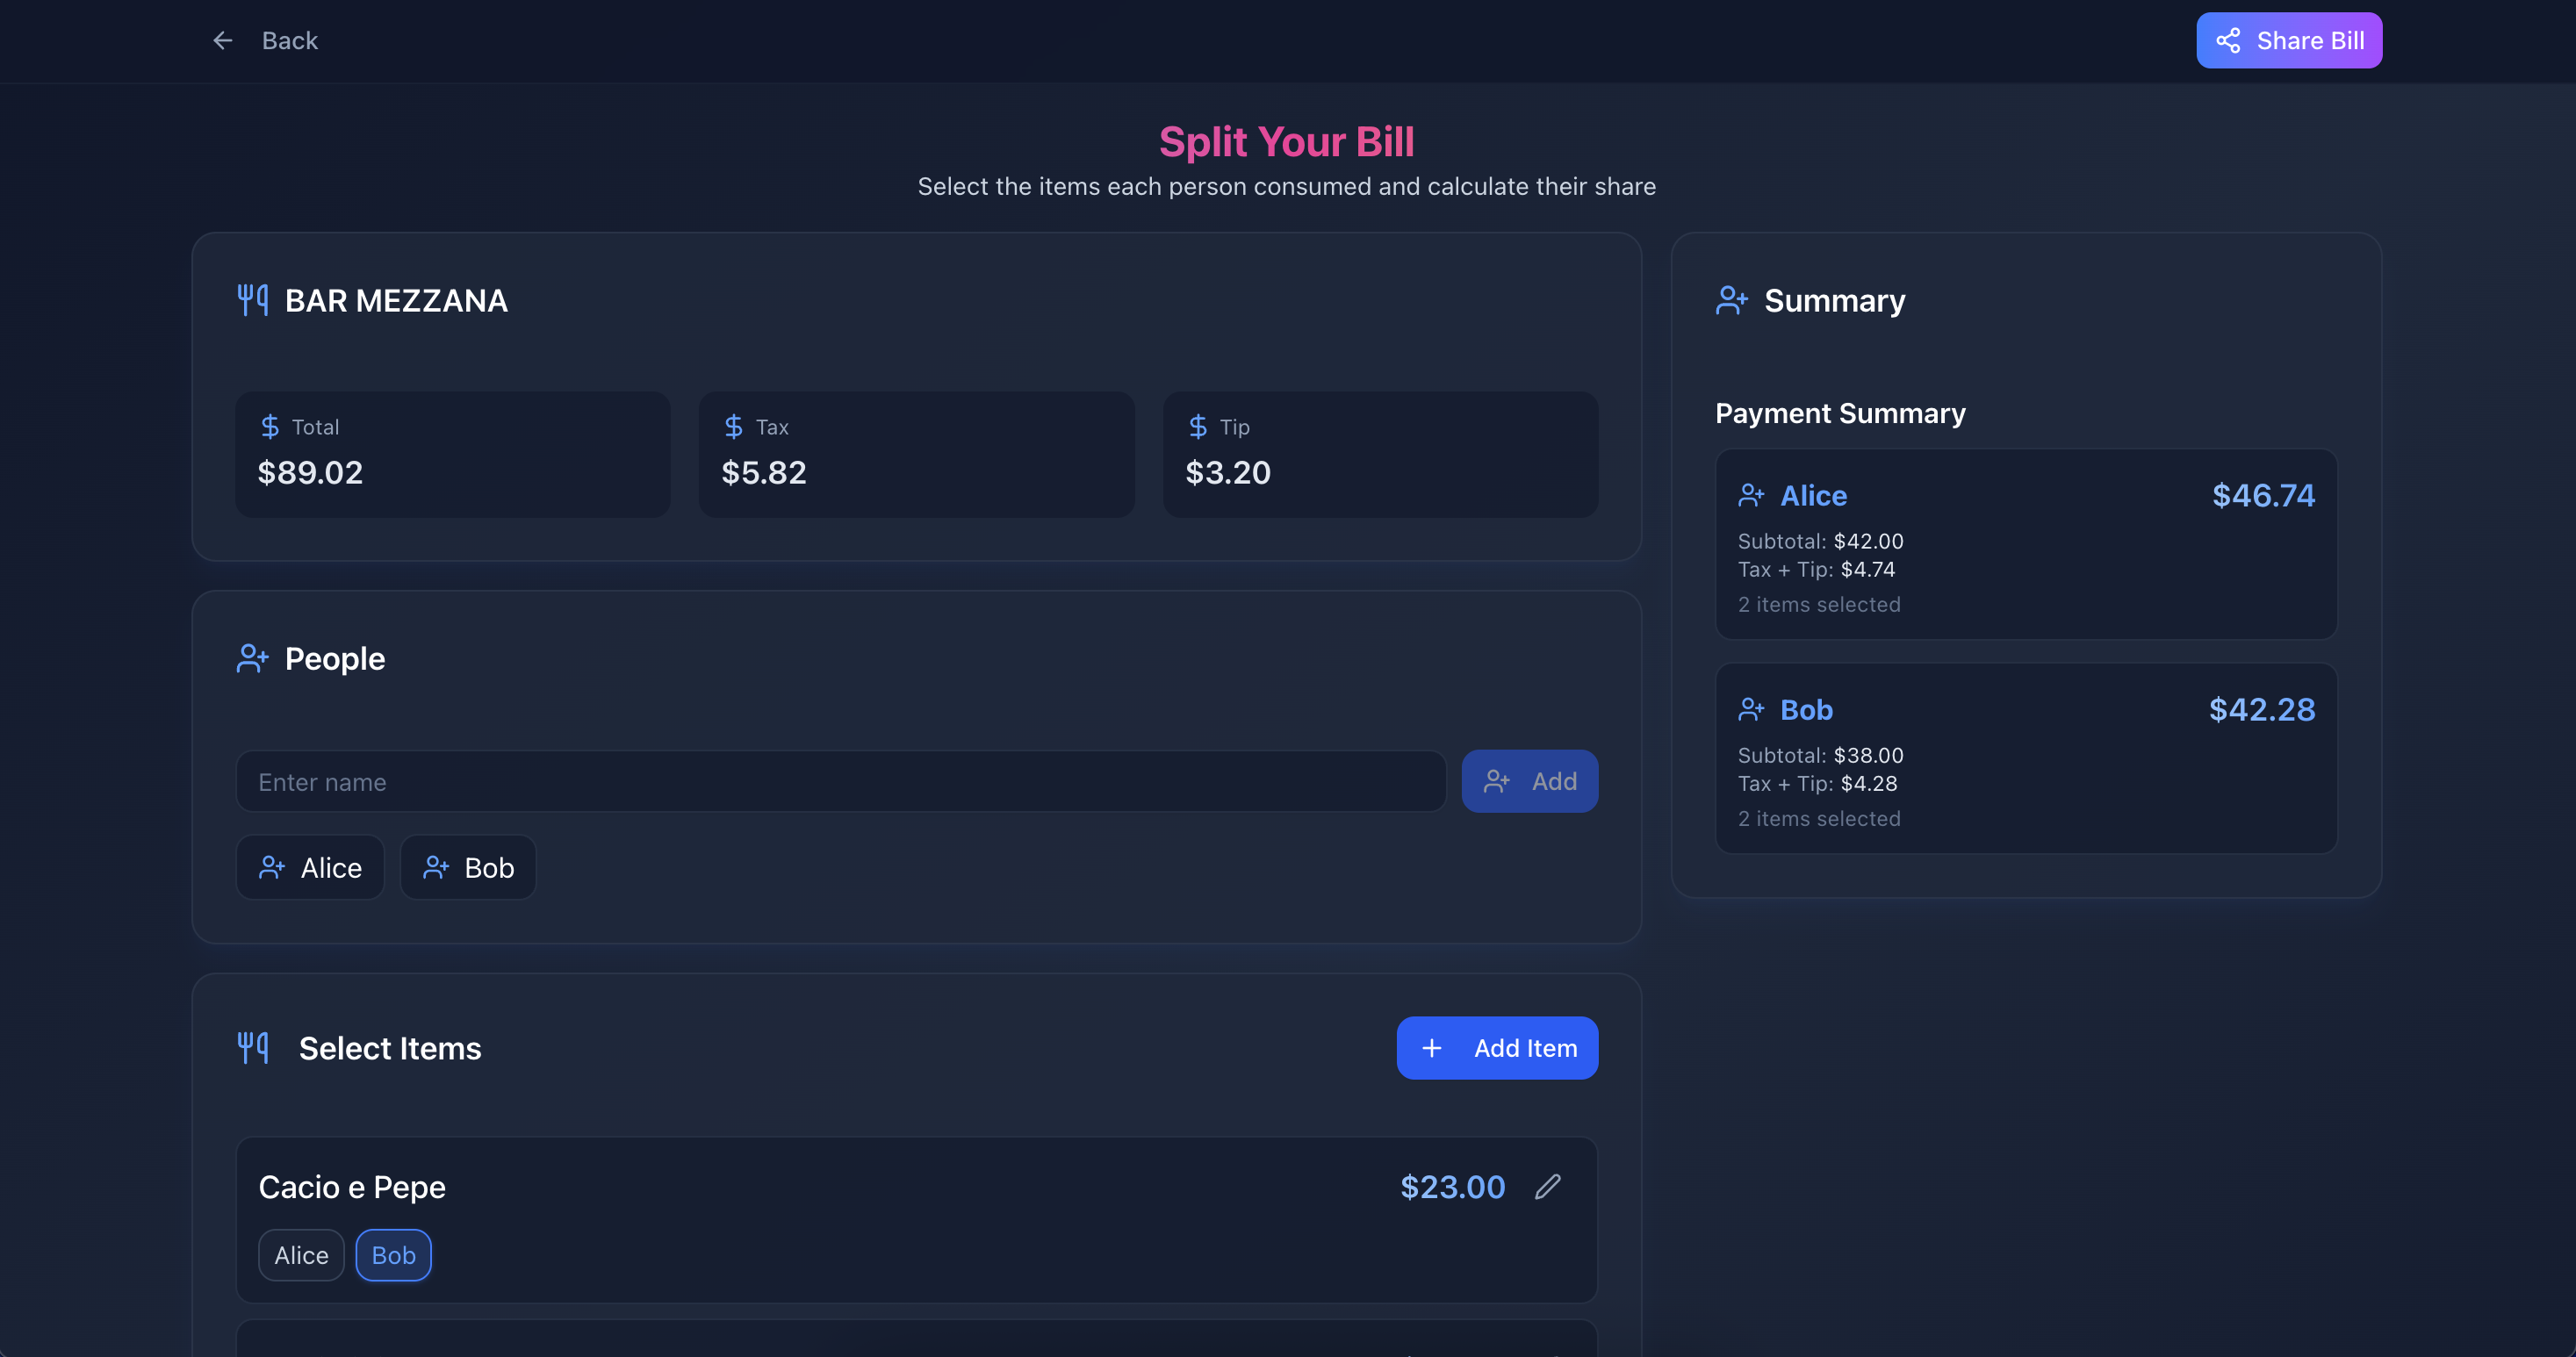 Back
Share Bill
Split Your Bill
Select the items each person consumed and calculate their share
BAR MEZZANA
Total
$89.02
Tax
$5.82
Tip
$3.20
People
Enter name
Add
Alice
Bob
Select Items
Add Item
Cacio e Pepe
$23.00
Alice
Bob
Summary
Payment Summary
Alice
$46.74
Subtotal: $42.00
Tax + Tip: $4.74
2 items selected
Bob
$42.28
Subtotal: $38.00
Tax + Tip: $4.28
2 items selected